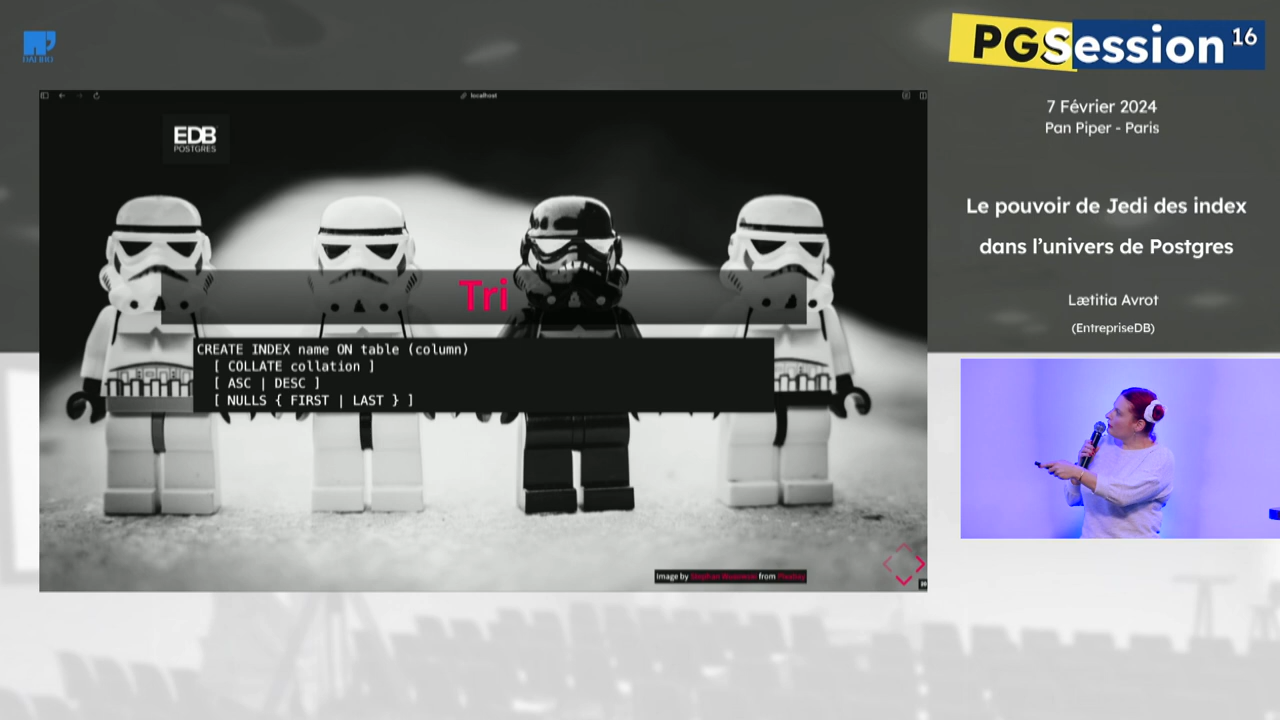 PGSession 16
7 Février 2024
Pan Piper - Paris
Le pouvoir de Jedi des index
dans l’univers de Postgres
Lætitia Avrot
(EntrepriseDB)
DALIBO
localhost
EDB
POSTGRES
Tri
CREATE INDEX name ON table (column)
[ COLLATE collation ]
[ ASC | DESC ]
[ NULLS { FIRST | LAST } ]
Image by from Pixabay